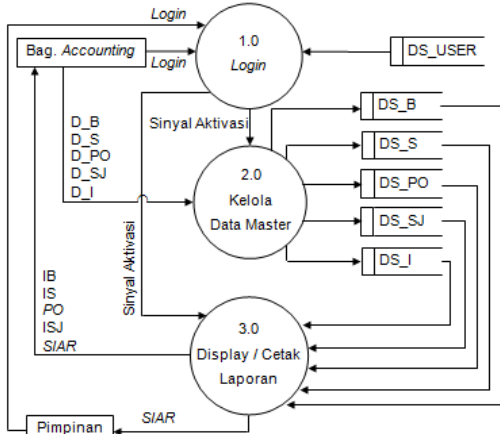 Login
1.0
Login
Bag. Accounting
Login
DS_USER
Sinyal Aktivasi
DS_B
D_B
D_S
D_PO
D_SJ
D_I
DS_S
2.0
Kelola
Data Master
DS_PO
DS_SJ
DS_I
Sinyal Aktivasi
IB
IS
PO
ISJ
SIAR
3.0
Display / Cetak
Laporan
SIAR
Pimpinan